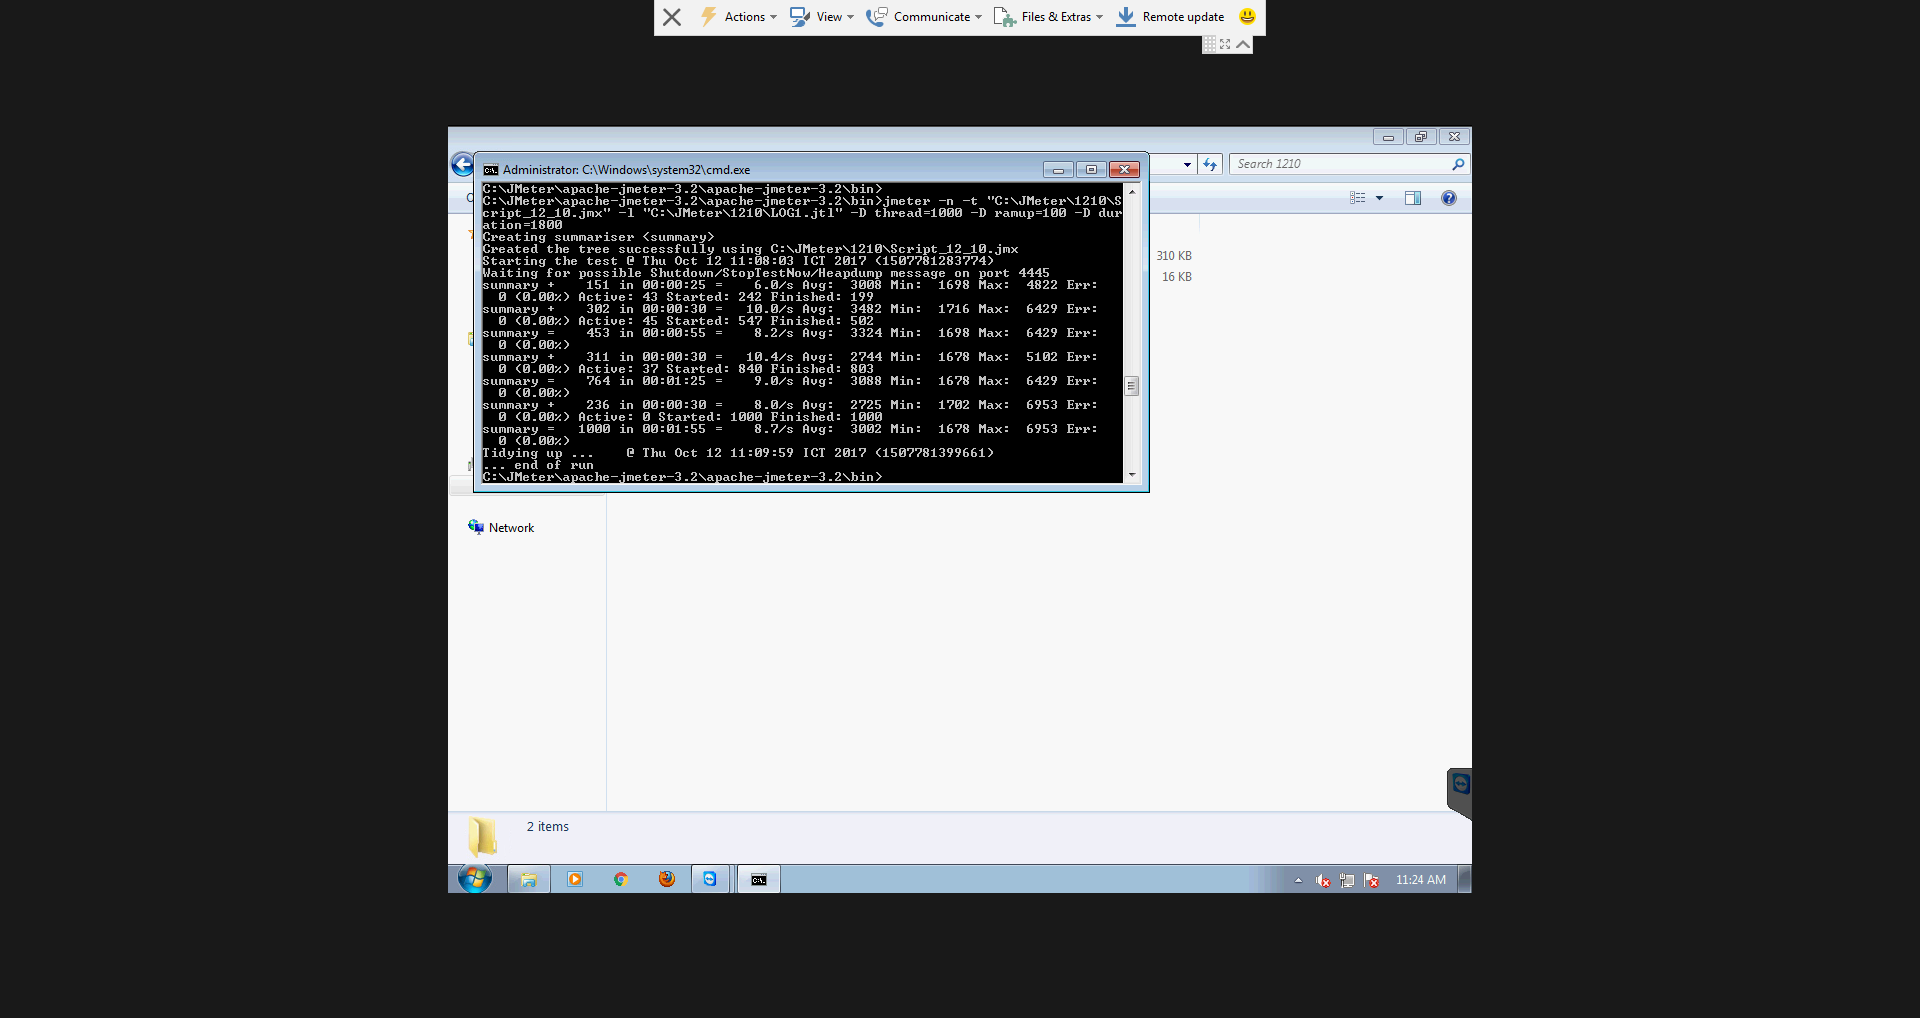 Actions
View
Communicate
Files & Extras
Remote update
Search 1210
Administrator: C:\Windows\system32\cmd.exe
C:\JMeter\apache-jmeter-3.2\apache-jmeter-3.2\bin>
C:\JMeter\apache-jmeter-3.2\apache-jmeter-3.2\bin>jmeter -n -t "C:\JMeter\1210\S
cript_12_10.jmx" -l "C:\JMeter\1210\LOG1.jtl" -D thread=1000 -D ramup=100 -D dur
ation=1800
Creating summariser <summary>
Created the tree successfully using C:\JMeter\1210\Script_12_10.jmx
Starting the test @ Thu Oct 12 11:08:03 ICT 2017 (1507781283774)
Waiting for possible Shutdown/StopTestNow/Heapdump message on port 4445
summary +    151 in 00:00:25 =    6.0/s Avg:  3008 Min:  1698 Max:  4822 Err:
  0 (0.00%) Active: 43 Started: 242 Finished: 199
summary +    302 in 00:00:30 =   10.0/s Avg:  3482 Min:  1716 Max:  6429 Err:
  0 (0.00%) Active: 45 Started: 547 Finished: 502
summary =    453 in 00:00:55 =    8.2/s Avg:  3324 Min:  1698 Max:  6429 Err:
  0 (0.00%)
summary +    311 in 00:00:30 =   10.4/s Avg:  2744 Min:  1678 Max:  5102 Err:
  0 (0.00%) Active: 37 Started: 840 Finished: 803
summary =    764 in 00:01:25 =    9.0/s Avg:  3088 Min:  1678 Max:  6429 Err:
  0 (0.00%)
summary +    236 in 00:00:30 =    8.0/s Avg:  2725 Min:  1702 Max:  6953 Err:
  0 (0.00%) Active: 0 Started: 1000 Finished: 1000
summary =   1000 in 00:01:55 =    8.7/s Avg:  3002 Min:  1678 Max:  6953 Err:
  0 (0.00%)
Tidying up ...    @ Thu Oct 12 11:09:59 ICT 2017 (1507781399661)
... end of run
C:\JMeter\apache-jmeter-3.2\apache-jmeter-3.2\bin>
310 KB
16 KB
Network
2 items
11:24 AM